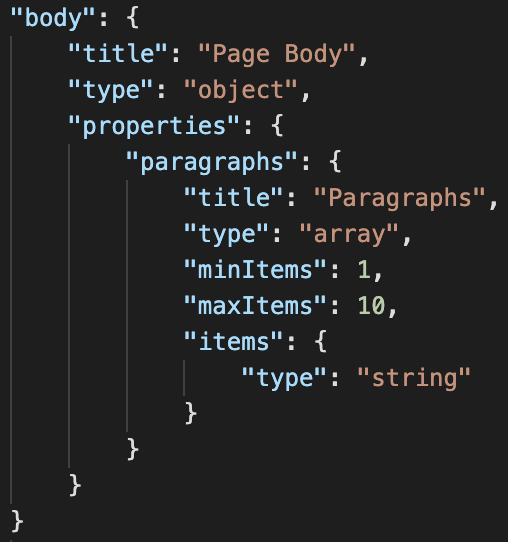 "body": {
"title": "Page Body",
"type": "object",
"properties": {
"paragraphs": {
"title": "Paragraphs",
"type": "array",
"minItems": 1,
"maxItems": 10,
"items": {
"type": "string"
}
}
}
}